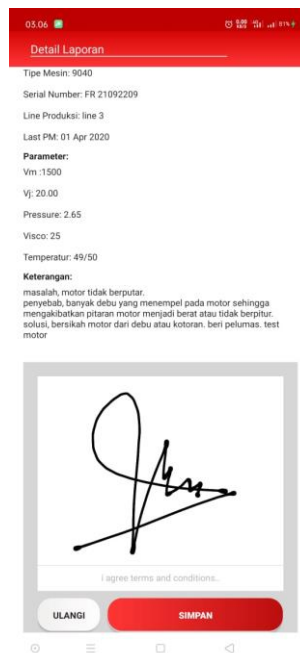 03.06
81%
Detail Laporan
Tipe Mesin: 9040
Serial Number: FR 21092209
Line Produksi: line 3
Last PM: 01 Apr 2020
Parameter:
Vm :1500
Vj: 20.00
Pressure: 2.65
Visco: 25
Temperatur: 49/50
Keterangan:
masalah, motor tidak berputar.
penyebab, banyak debu yang menempel pada motor sehingga
mengakibatkan pitaran motor menjadi berat atau tidak berpitur.
solusi, bersikah motor dari debu atau kotoran. beri pelumas. test
motor
i agree terms and conditions..
ULANGI
SIMPAN